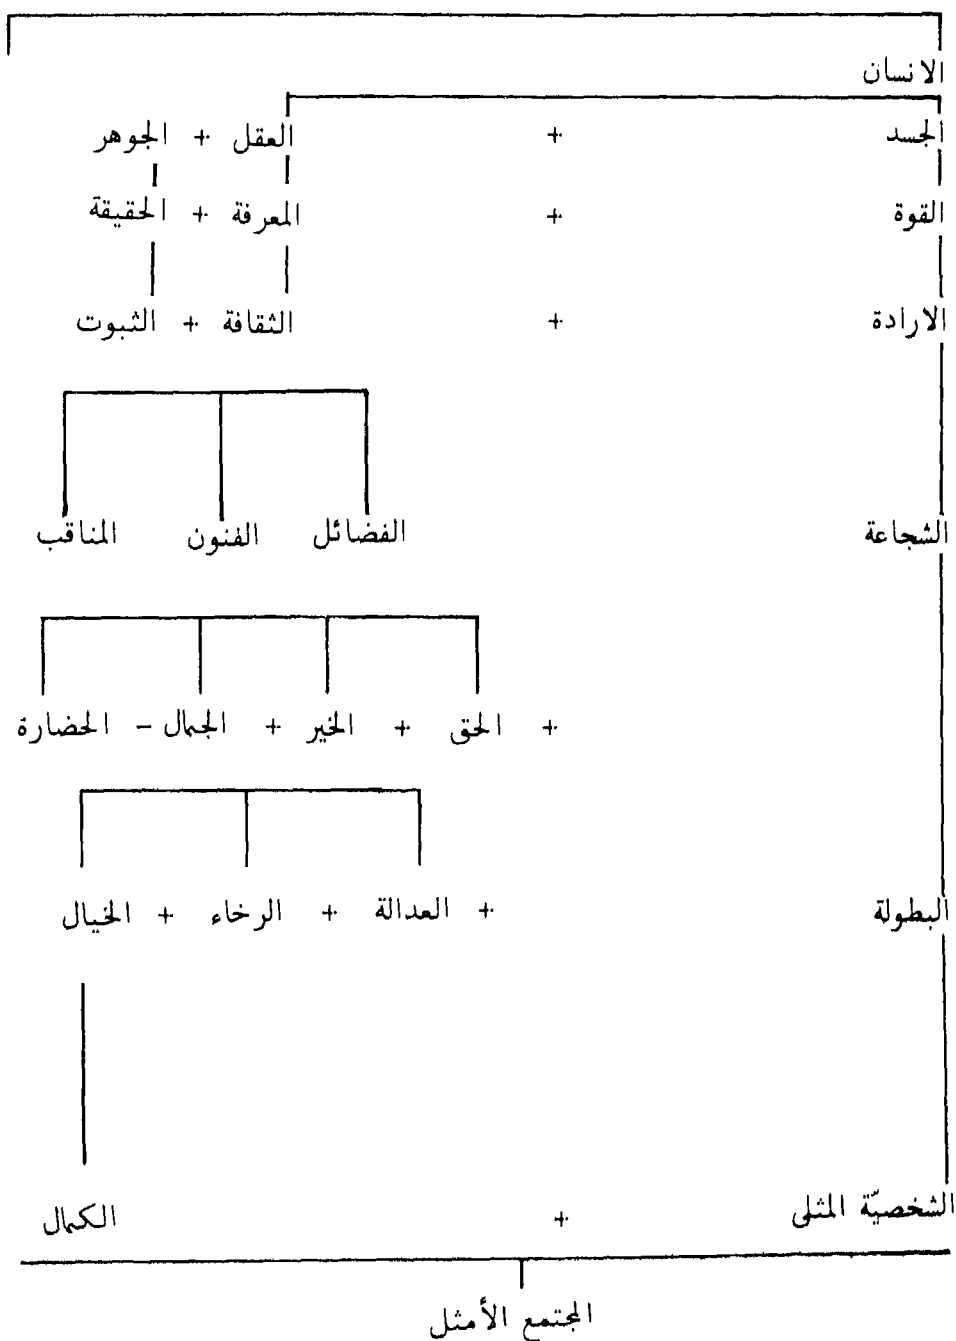 الانسان
الجسد + العقل + الجوهر
القوة + المعرفة + الحقيقة
الارادة + الثقافة + الثبوت
الشجاعة الفضائل الفنون المناقب
+ الحق + الخير + الجمال - الحضارة
البطولة + العدالة + الرخاء + الخيال
الشخصيّة المثلى + الكمال
المجتمع الأمثل